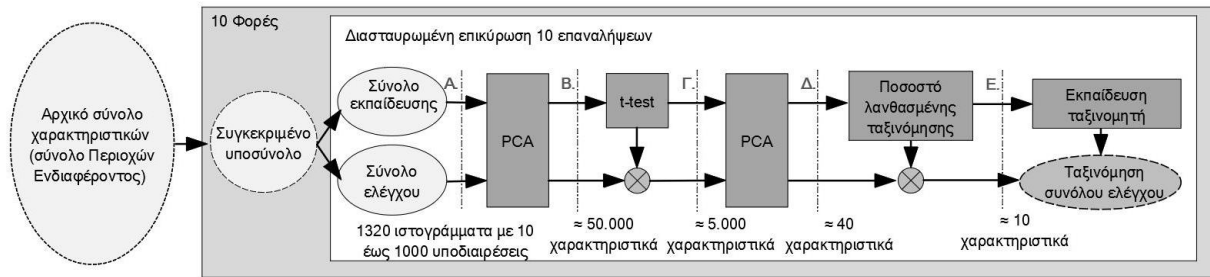 10 Φορές
Διασταυρωμένη επικύρωση 10 επαναλήψεων
Αρχικό σύνολο
χαρακτηριστικών
(σύνολο Περιοχών
Ενδιαφέροντος)
Συγκεκριμένο
υποσύνολο
Σύνολο
εκπαίδευσης
Σύνολο
ελέγχου
Α.
PCA
Β.
t-test
Γ.
PCA
Δ.
Ποσοστό
λανθασμένης
ταξινόμησης
Ε.
Εκπαίδευση
ταξινομητή
Ταξινόμηση
συνόλου ελέγχου
1320 ιστογράμματα με 10
έως 1000 υποδιαιρέσεις
≈ 50.000
χαρακτηριστικά
≈ 5.000
χαρακτηριστικά
≈ 40
χαρακτηριστικά
≈ 10
χαρακτηριστικά